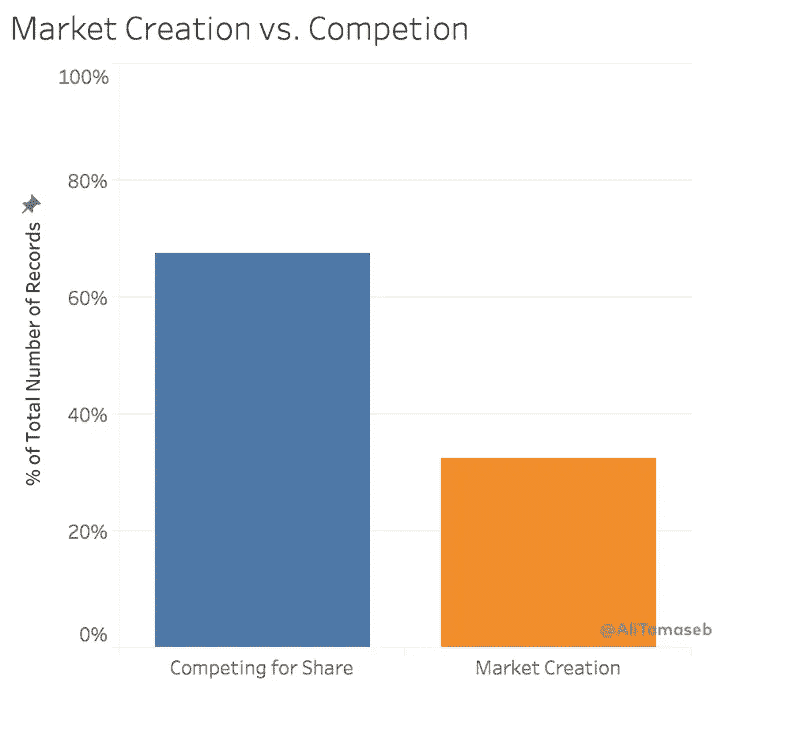 Market Creation vs. Competion
% of Total Number of Records
100%
80%
60%
40%
20%
0%
@AliTamaseb
Competing for Share
Market Creation